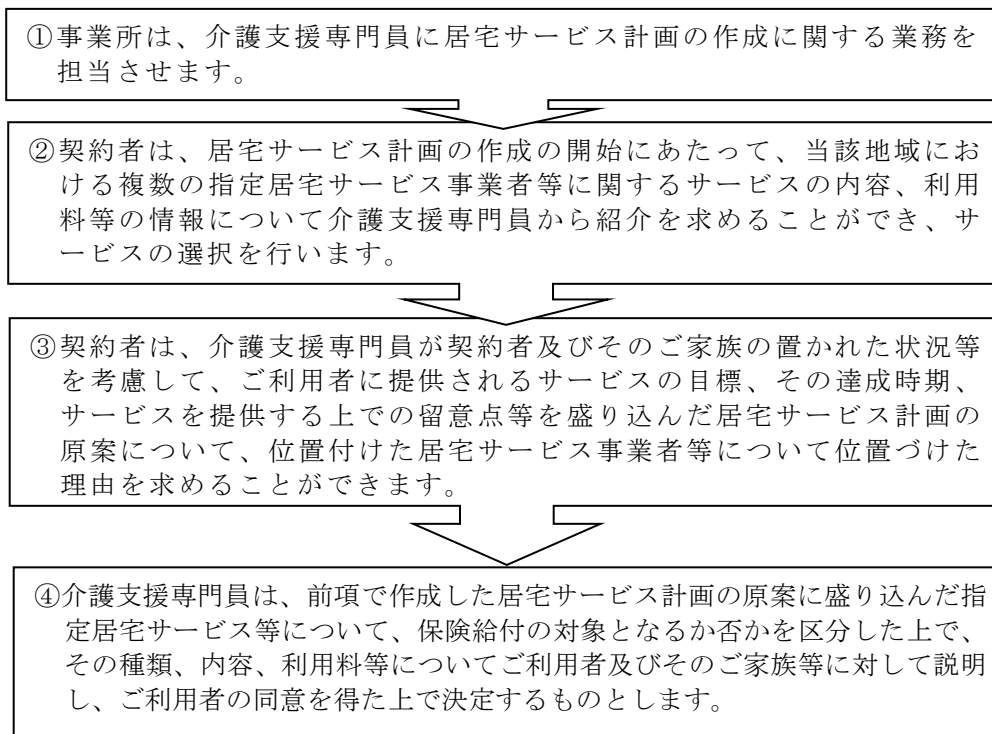 ①事業所は、介護支援専門員に居宅サービス計画の作成に関する業務を
担当させます。
②契約者は、居宅サービス計画の作成の開始にあたって、当該地域にお
ける複数の指定居宅サービス事業者等に関するサービスの内容、利用
料等の情報について介護支援専門員から紹介を求めることができ、サ
ービスの選択を行います。
③契約者は、介護支援専門員が契約者及びそのご家族の置かれた状況等
を考慮して、ご利用者に提供されるサービスの目標、その達成時期、
サービスを提供する上での留意点等を盛り込んだ居宅サービス計画の
原案について、位置付けた居宅サービス事業者等について位置づけた
理由を求めることができます。
④介護支援専門員は、前項で作成した居宅サービス計画の原案に盛り込んだ指
定居宅サービス等について、保険給付の対象となるか否かを区分した上で、
その種類、内容、利用料等についてご利用者及びそのご家族等に対して説明
し、ご利用者の同意を得た上で決定するものとします。